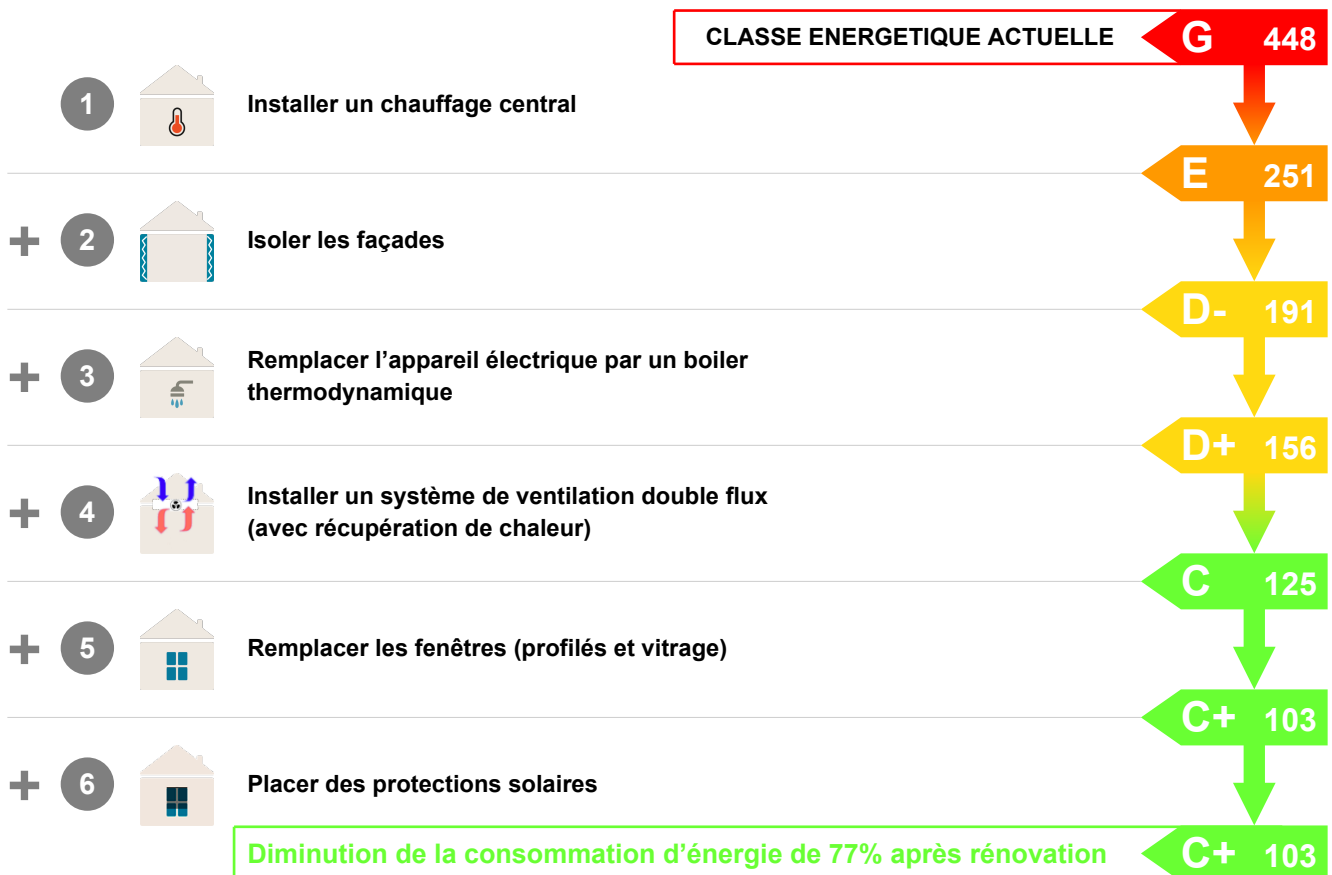 CLASSE ENERGETIQUE ACTUELLE G 448
1 Installer un chauffage central
E 251
+ 2 Isoler les façades
D- 191
+ 3 Remplacer l’appareil électrique par un boiler
thermodynamique
D+ 156
+ 4 Installer un système de ventilation double flux
(avec récupération de chaleur)
C 125
+ 5 Remplacer les fenêtres (profilés et vitrage)
C+ 103
+ 6 Placer des protections solaires
Diminution de la consommation d’énergie de 77% après rénovation C+ 103